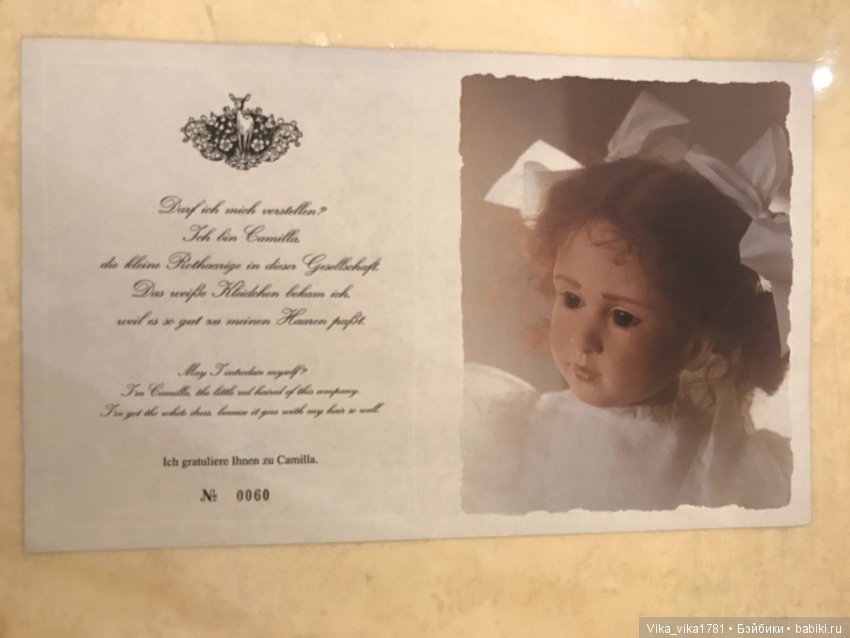 Darf ich mich vorstellen?
Ich bin Camilla,
die kleine Rothaarige in dieser Gesellschaft.
Das weiße Kleidchen bekam ich,
weil es so gut zu meinen Haaren paßt.
May I introduce myself?
I'm Camilla, the little red haired of this company.
I've got the white dress, because it goes with my hair so well.
Ich gratuliere Ihnen zu Camilla.
№ 0060
Vika_vika1781 • Бэйбики • babiki.ru